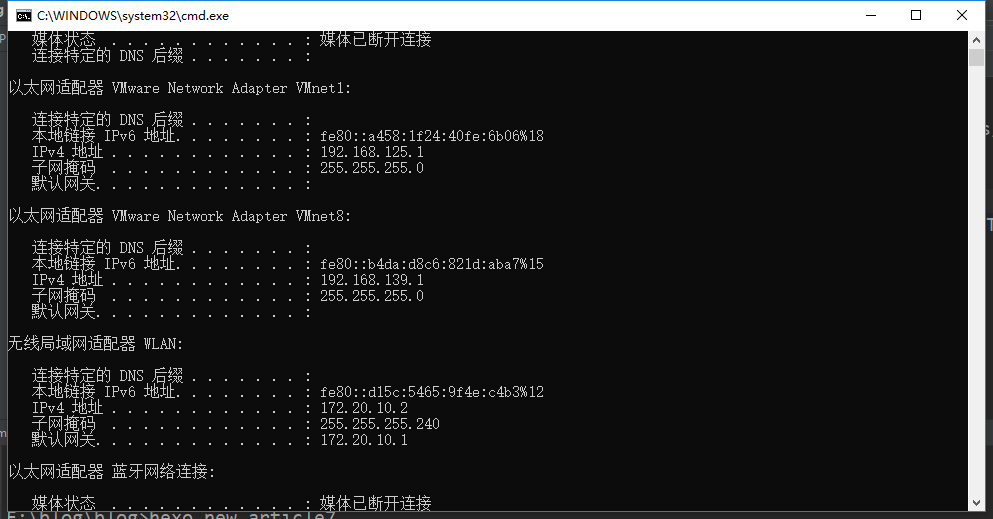 C:\WINDOWS\system32\cmd.exe
媒体状态 . . . . . . . . . . . . : 媒体已断开连接
连接特定的 DNS 后缀 . . . . . . . :
以太网适配器 VMware Network Adapter VMnet1:
连接特定的 DNS 后缀 . . . . . . . :
本地链接 IPv6 地址. . . . . . . . : fe80::a458:1f24:40fe:6b06%18
IPv4 地址 . . . . . . . . . . . . : 192.168.125.1
子网掩码 . . . . . . . . . . . . : 255.255.255.0
默认网关. . . . . . . . . . . . . :
以太网适配器 VMware Network Adapter VMnet8:
连接特定的 DNS 后缀 . . . . . . . :
本地链接 IPv6 地址. . . . . . . . : fe80::b4da:d8c6:821d:aba7%15
IPv4 地址 . . . . . . . . . . . . : 192.168.139.1
子网掩码 . . . . . . . . . . . . : 255.255.255.0
默认网关. . . . . . . . . . . . . :
无线局域网适配器 WLAN:
连接特定的 DNS 后缀 . . . . . . . :
本地链接 IPv6 地址. . . . . . . . : fe80::d15c:5465:9f4e:c4b3%12
IPv4 地址 . . . . . . . . . . . . : 172.20.10.2
子网掩码 . . . . . . . . . . . . : 255.255.255.240
默认网关. . . . . . . . . . . . . : 172.20.10.1
以太网适配器 蓝牙网络连接:
媒体状态 . . . . . . . . . . . . : 媒体已断开连接